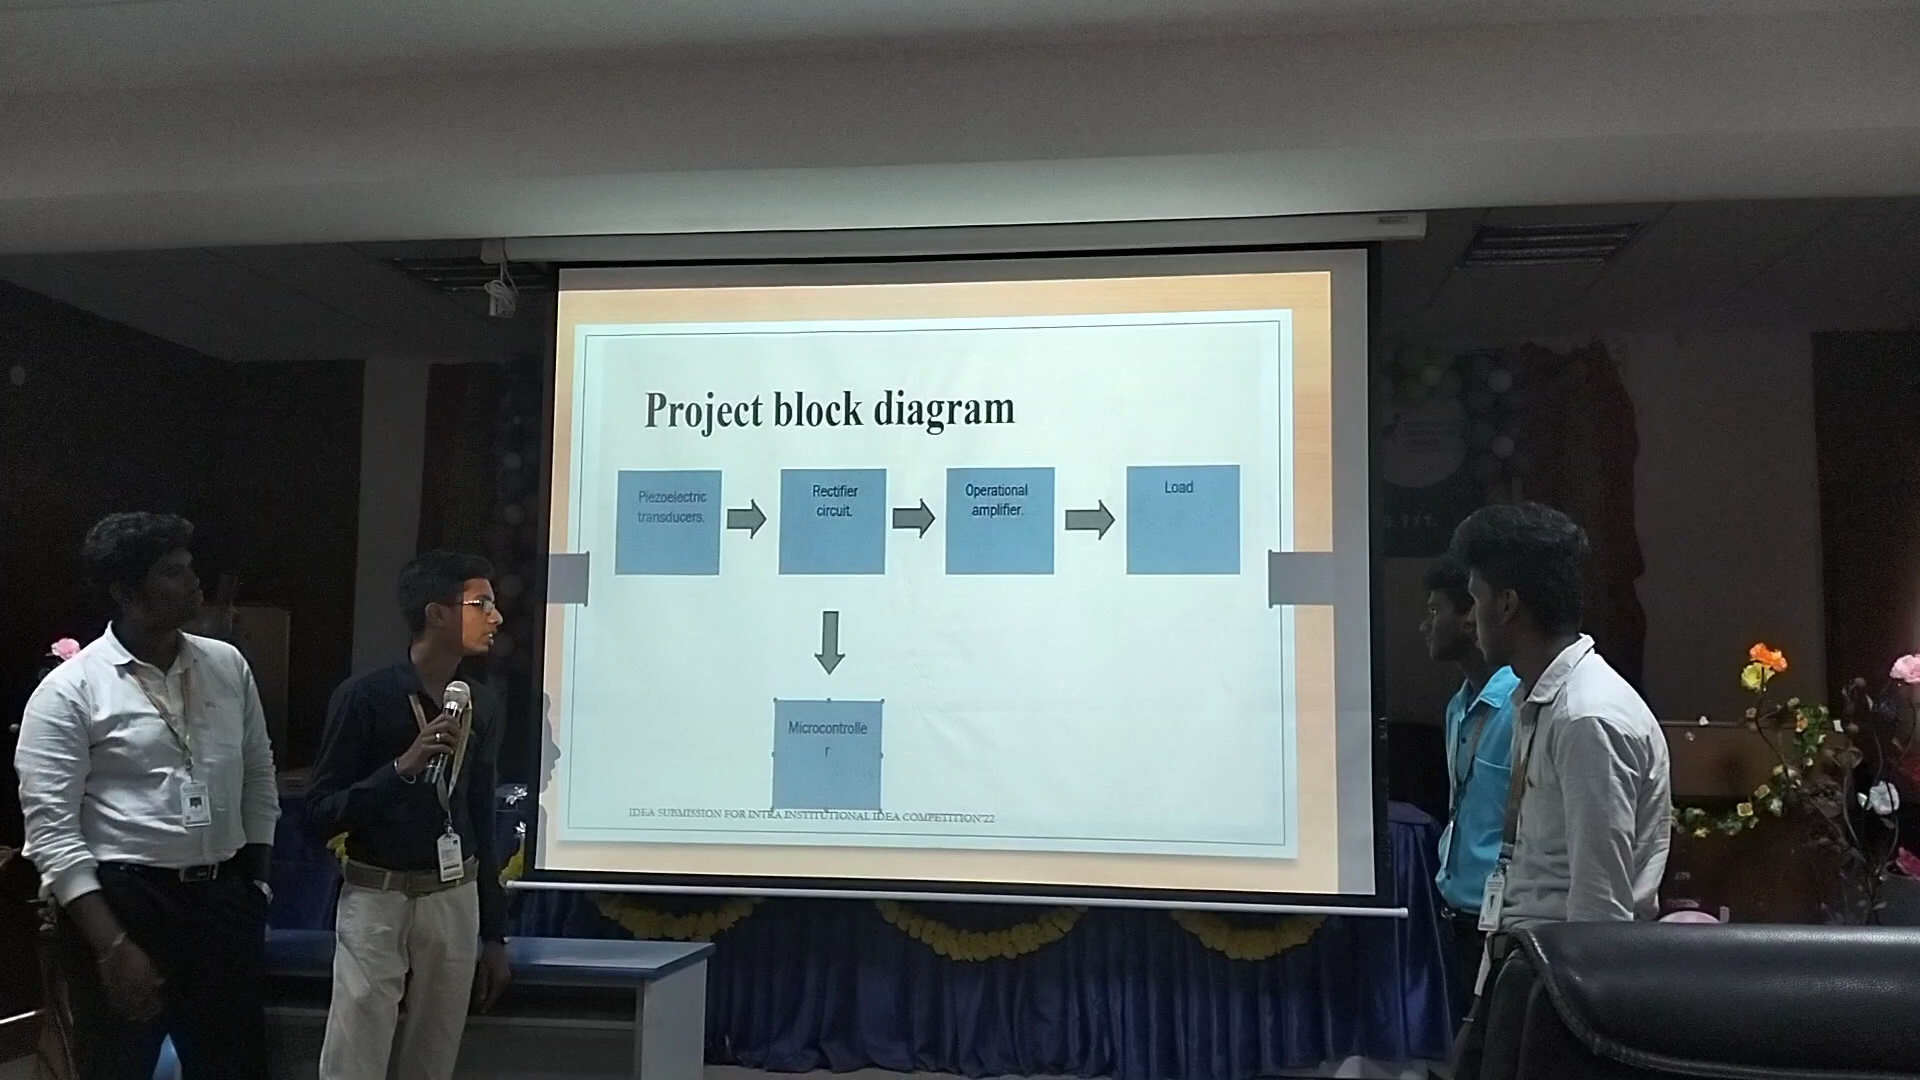 Project block diagram
Piezoelectric
transducers.
Rectifier
circuit.
Operational
amplifier.
Load
Microcontrolle
r
IDEA SUBMISSION FOR INTRA INSTITUTIONAL IDEA COMPETITION'22